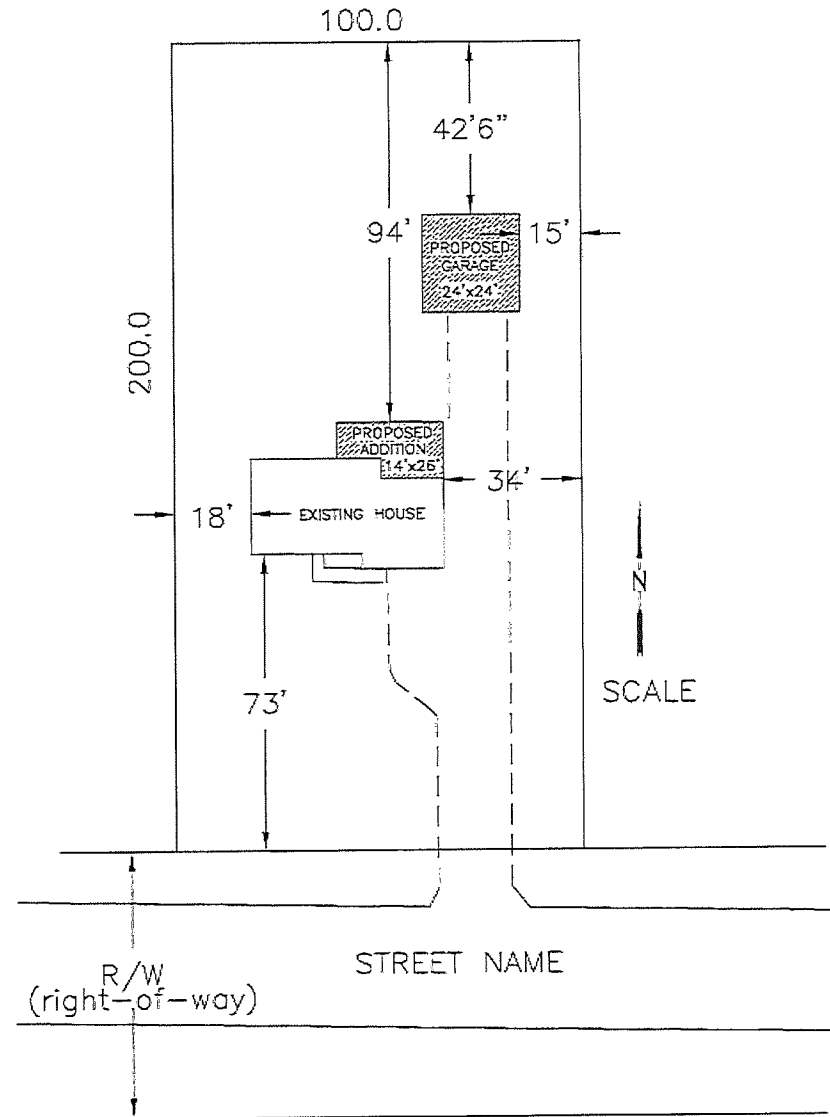 100.0
42'6"
94'
15'
PROPOSED
GARAGE
24'x24'
200.0
PROPOSED
ADDITION
14'x26'
34'
18'
EXISTING HOUSE
N
SCALE
73'
STREET NAME
R/W
(right-of-way)